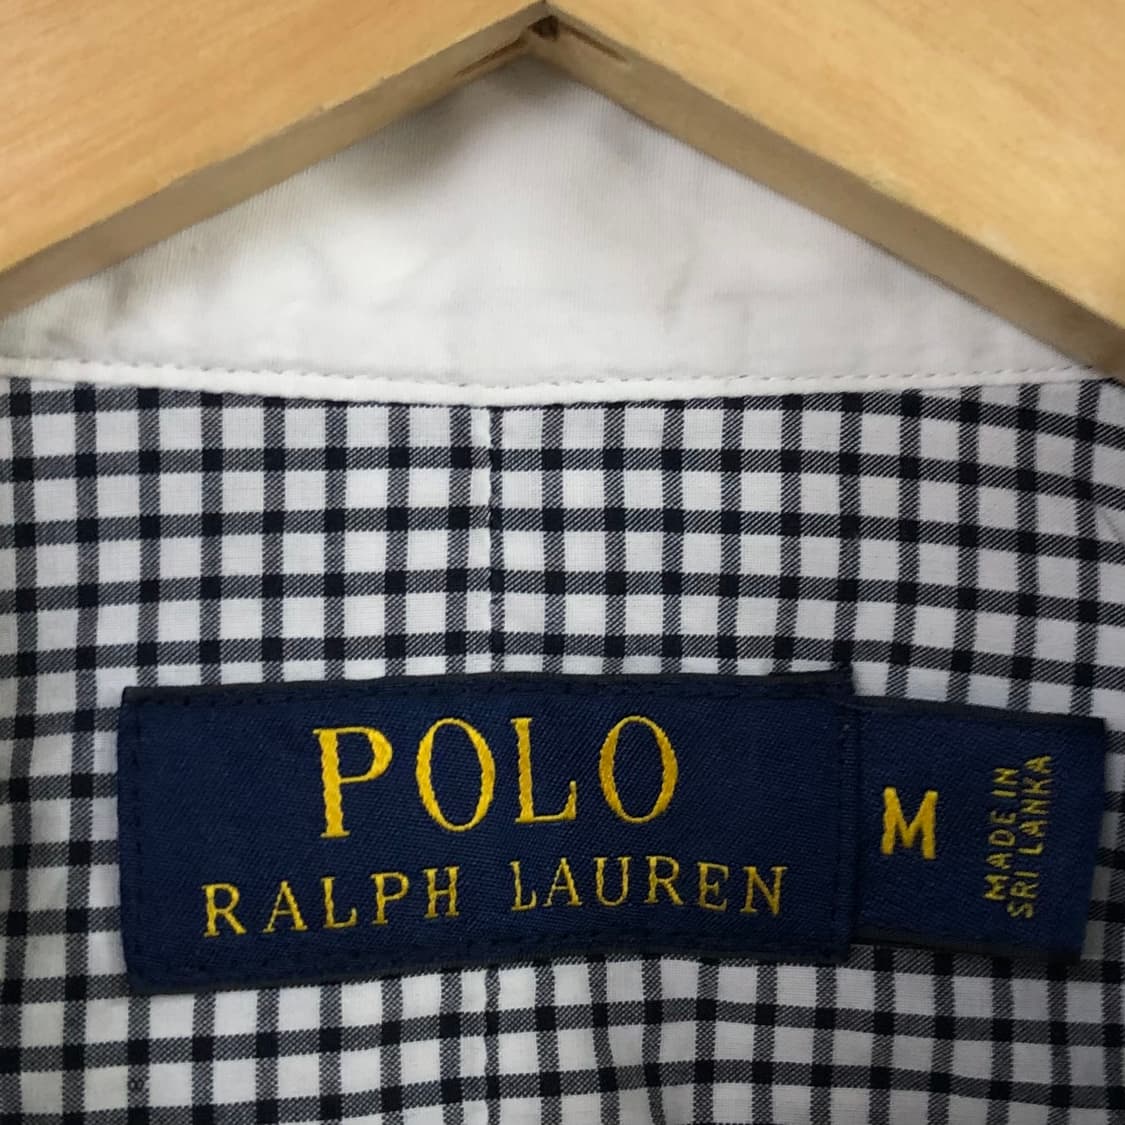 POLO
RALPH LAUREN
M
MADE IN
SRI LANKA